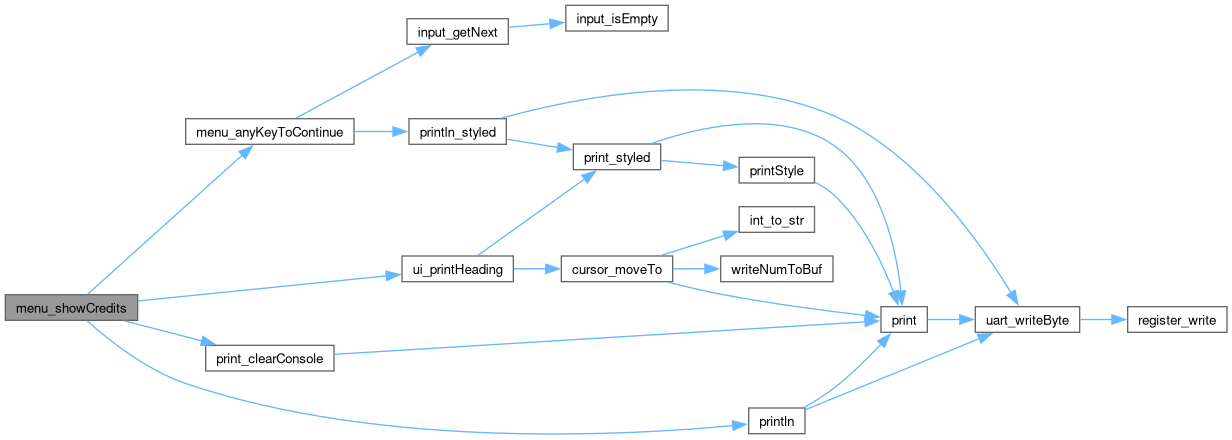 input_isEmpty
input_getNext
menu_anyKeyToContinue
println_styled
print_styled
printStyle
int_to_str
ui_printHeading
cursor_moveTo
writeNumToBuf
menu_showCredits
print
uart_writeByte
register_write
print_clearConsole
println